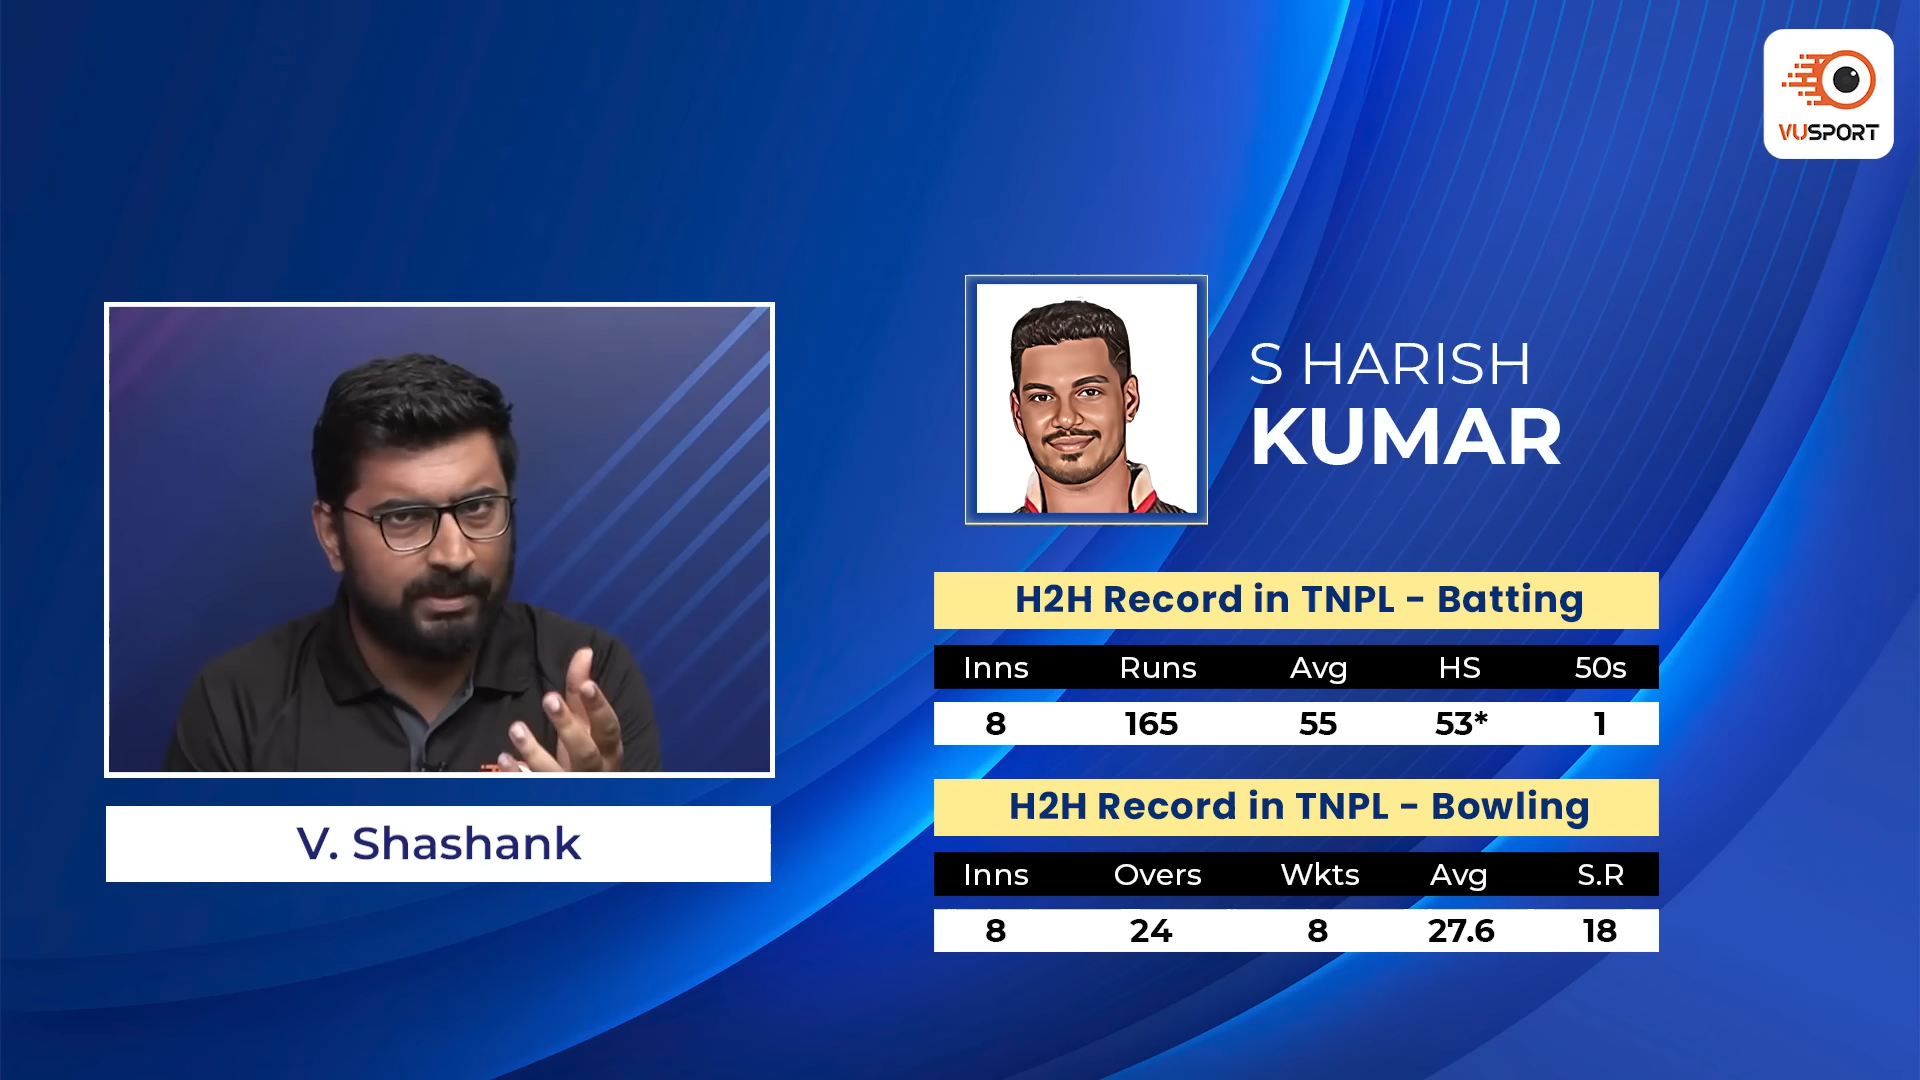 VUSPORT
S HARISH
KUMAR
H2H Record in TNPL - Batting
Inns Runs Avg HS 50s
8 165 55 53* 1
H2H Record in TNPL - Bowling
Inns Overs Wkts Avg S.R
8 24 8 27.6 18
V. Shashank